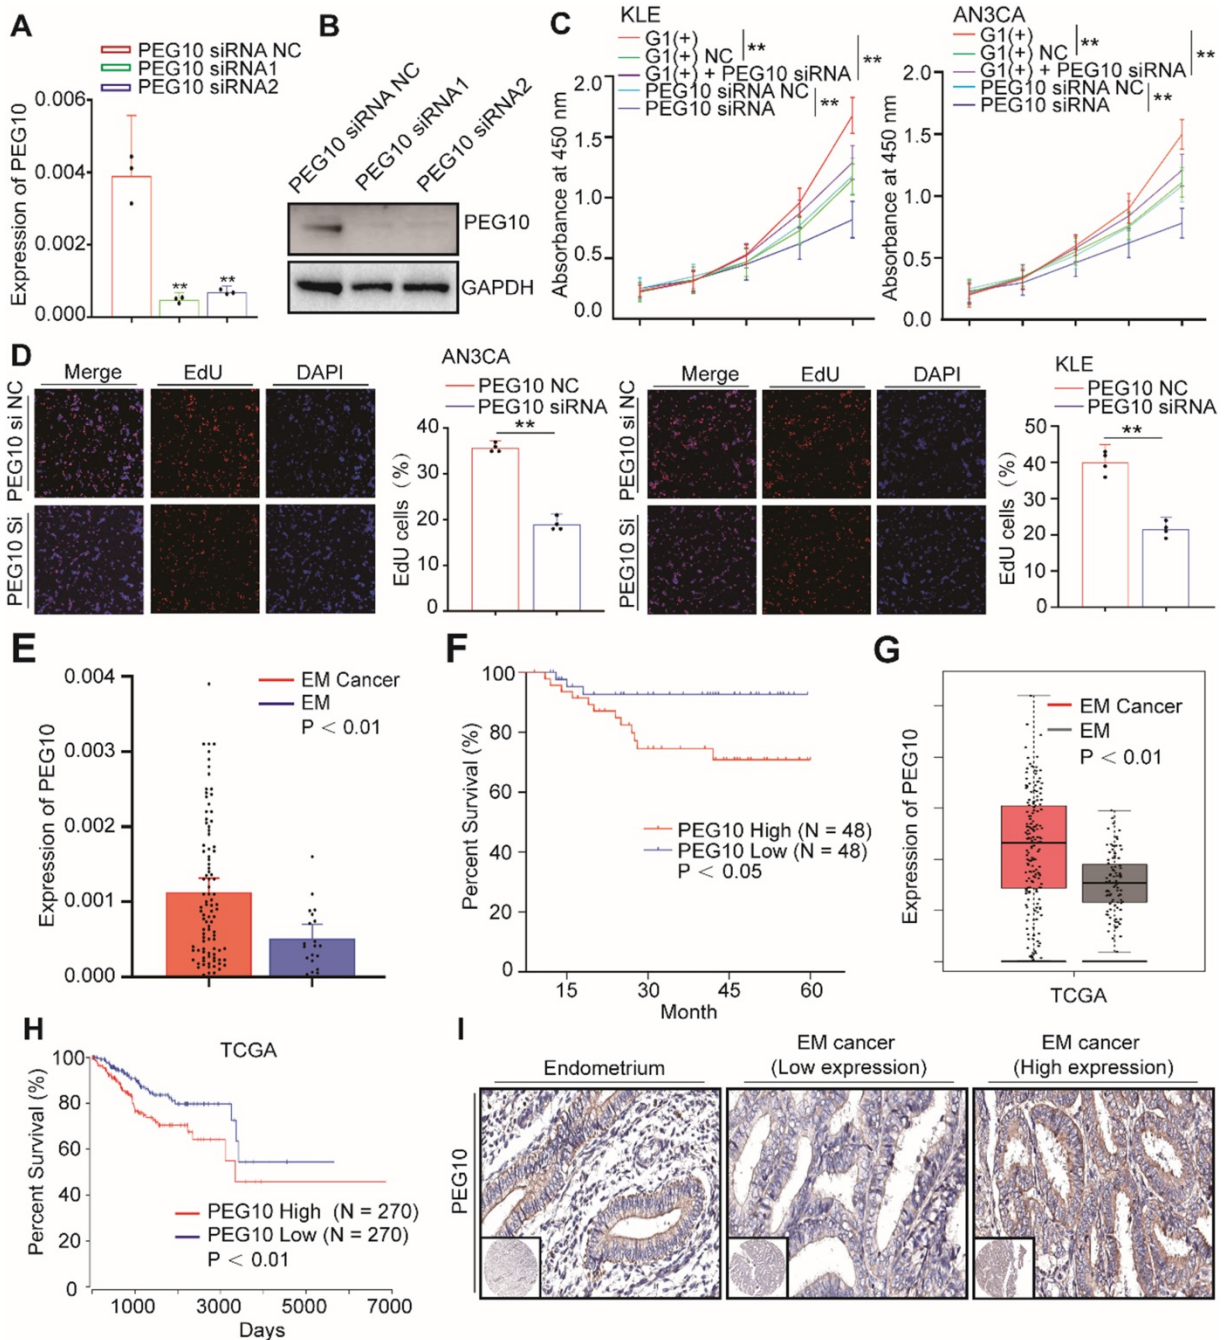 A
PEG10 siRNA NC
PEG10 siRNA1
PEG10 siRNA2
Expression of PEG10
0.006
0.004
0.002
0.000
**
**
B
PEG10 siRNA NC
PEG10 siRNA1
PEG10 siRNA2
PEG10
GAPDH
C
KLE
G1(+)
G1(+) NC
G1(+) + PEG10 siRNA
PEG10 siRNA NC
PEG10 siRNA
**
**
**
Absorbance at 450 nm
2.0
1.5
1.0
0.5
0.0
AN3CA
G1(+)
G1(+) NC
G1(+) + PEG10 siRNA
PEG10 siRNA NC
PEG10 siRNA
**
**
**
Absorbance at 450 nm
2.0
1.5
1.0
0.5
0.0
D
Merge
EdU
DAPI
PEG10 si NC
PEG10 Si
AN3CA
PEG10 NC
PEG10 siRNA
**
EdU cells (%)
40
30
20
10
0
Merge
EdU
DAPI
PEG10 si NC
PEG10 Si
KLE
PEG10 NC
PEG10 siRNA
**
EdU cells (%)
50
40
30
20
10
0
E
EM Cancer
EM
P < 0.01
Expression of PEG10
0.004
0.003
0.002
0.001
0.000
F
Percent Survival (%)
100
80
60
40
20
0
PEG10 High (N = 48)
PEG10 Low (N = 48)
P < 0.05
15 30 45 60
Month
G
EM Cancer
EM
P < 0.01
Expression of PEG10
TCGA
H
TCGA
Percent Survival (%)
100
80
60
40
20
0
PEG10 High (N = 270)
PEG10 Low (N = 270)
P < 0.01
1000 3000 5000 7000
Days
I
Endometrium
EM cancer
(Low expression)
EM cancer
(High expression)
PEG10